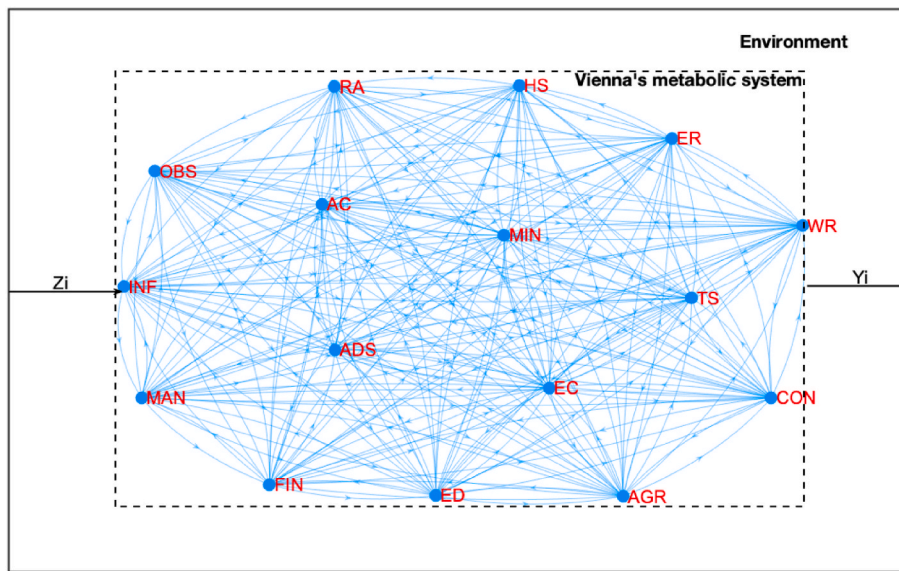 Environment
Vienna's metabolic system
RA
HS
ER
OBS
AC
WR
MIN
Zi
INF
Yi
TS
ADS
EC
MAN
CON
FIN
ED
AGR